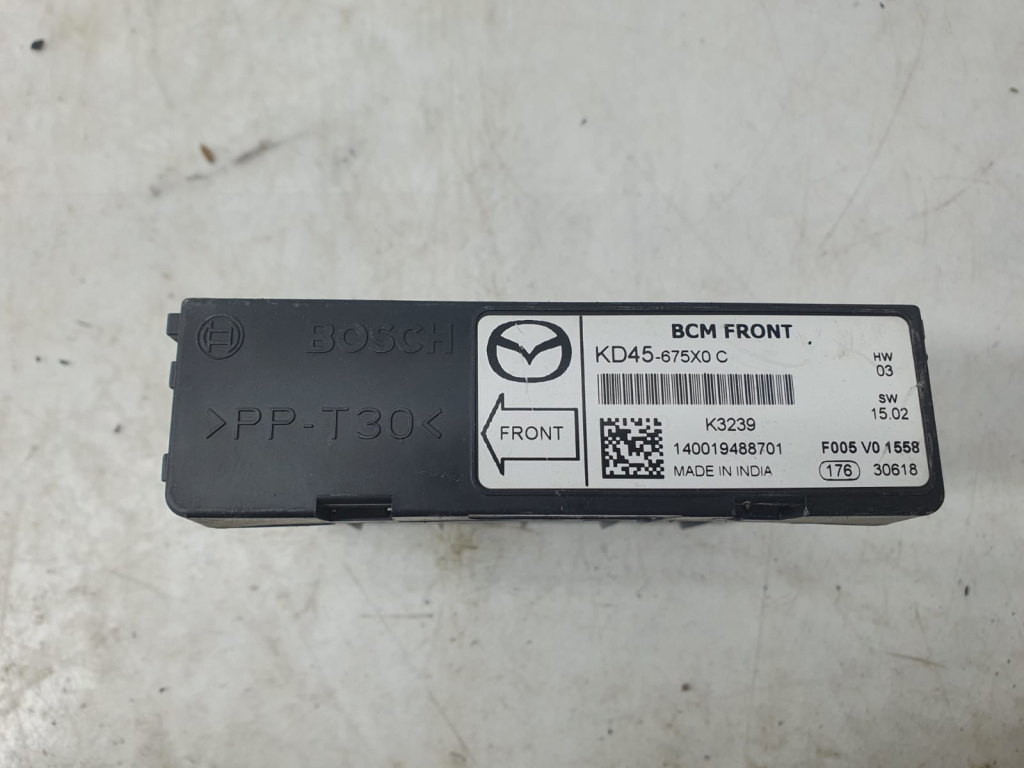 BOSCH
>PP-T30<
BCM FRONT
KD45-675X0 C
HW
03
SW
15.02
FRONT
K3239
140019488701
MADE IN INDIA
F005 V0 1558
176 30618